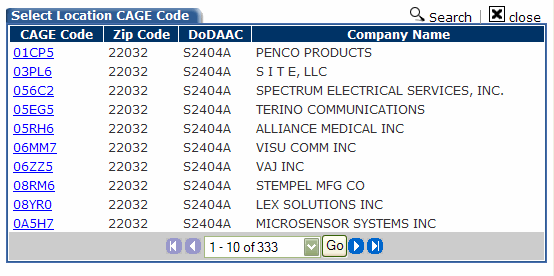 Select Location CAGE Code Search | close
CAGE Code Zip Code DoDAAC Company Name
01CP5 22032 S2404A PENCO PRODUCTS
03PL6 22032 S2404A S I T E, LLC
056C2 22032 S2404A SPECTRUM ELECTRICAL SERVICES, INC.
05EG5 22032 S2404A TERINO COMMUNICATIONS
05RH6 22032 S2404A ALLIANCE MEDICAL INC
06MM7 22032 S2404A VISU COMM INC
06ZZ5 22032 S2404A VAJ INC
08RM6 22032 S2404A STEMPEL MFG CO
08YR0 22032 S2404A LEX SOLUTIONS INC
0A5H7 22032 S2404A MICROSENSOR SYSTEMS INC
1 - 10 of 333 Go